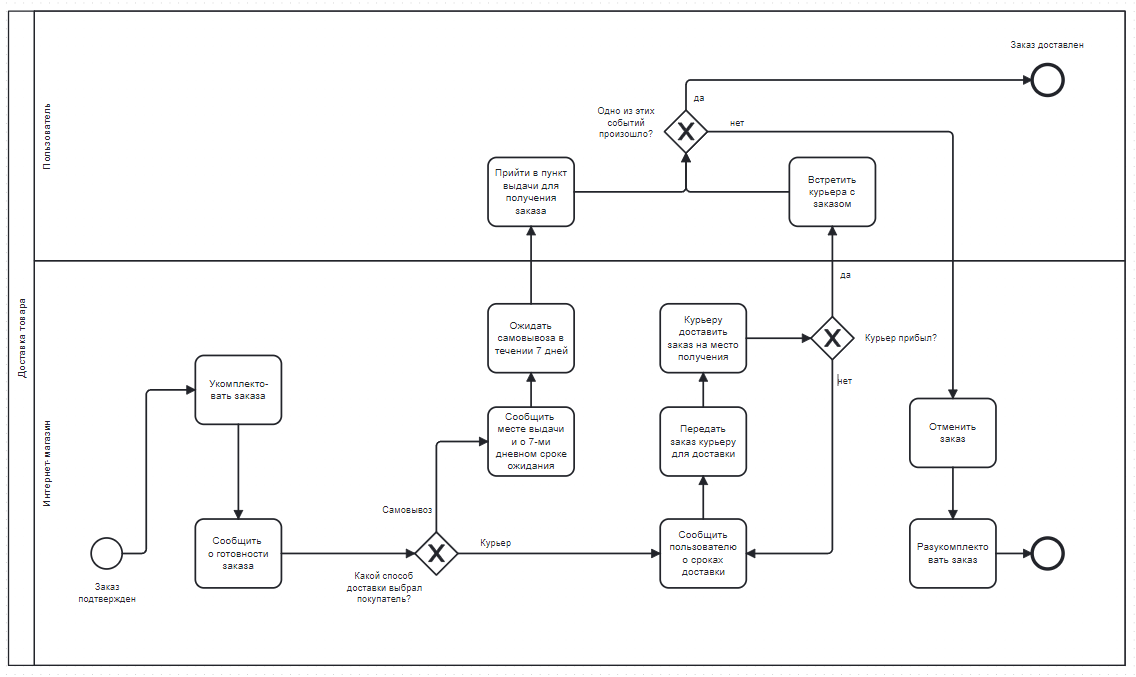 Доставка товара
Пользователь
Заказ доставлен
да
Одно из этих
событий
произошло?
нет
Прийти в пункт
выдачи для
получения
заказа
Встретить
курьера с
заказом
Интернет-магазин
да
Ожидать
самовывоза в
течении 7 дней
Курьеру
доставить
заказ на место
получения
Курьер прибыл?
нет
Укомплекто-
вать заказа
Сообщить
месте выдачи
и о 7-ми
дневном сроке
ожидания
Передать
заказ курьеру
для доставки
Отменить
заказ
Самовывоз
Сообщить
о готовности
заказа
Курьер
Сообщить
пользователю
о сроках
доставки
Разукомплекто
вать заказ
Заказ
подтвержден
Какой способ
доставки выбрал
покупатель?